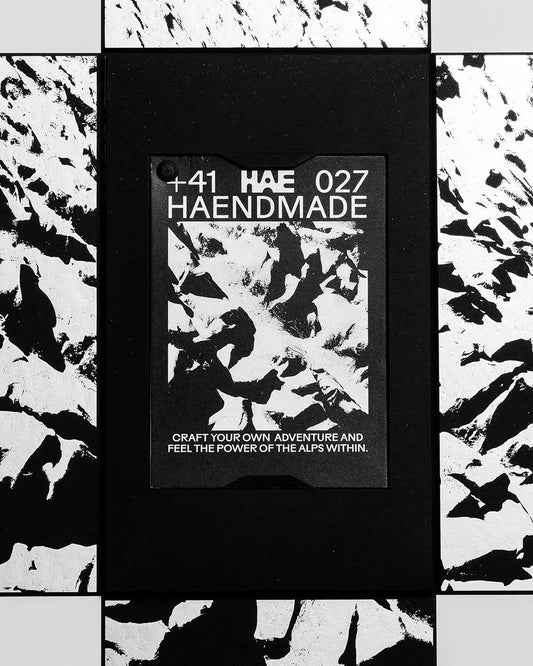 +41 HAE 027
HAENDMADE
CRAFT YOUR OWN ADVENTURE AND
FEEL THE POWER OF THE ALPS WITHIN.